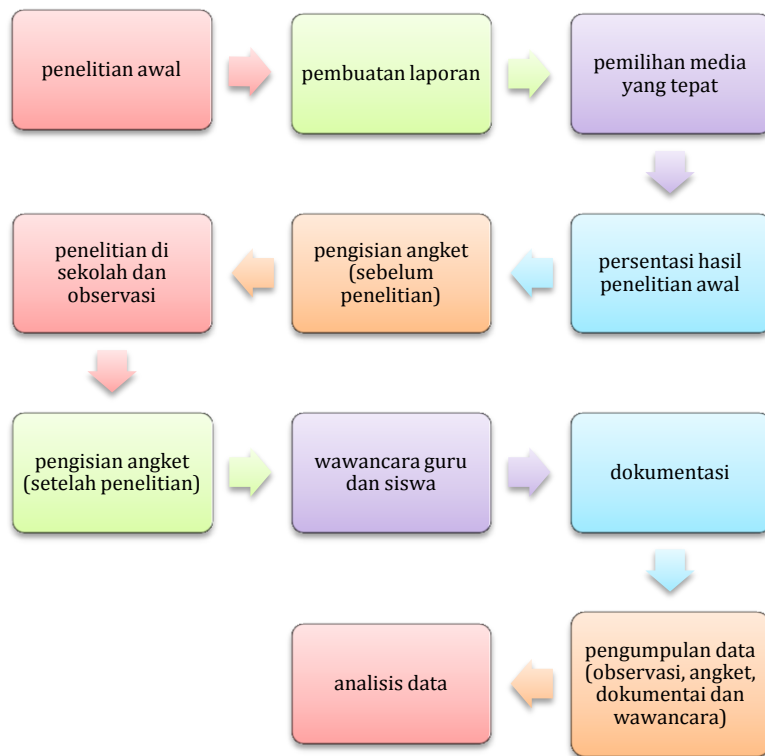 penelitian awal
pembuatan laporan
pemilihan media
yang tepat
persentasi hasil
penelitian awal
pengisian angket
(sebelum
penelitian)
penelitian di
sekolah dan
observasi
pengisian angket
(setelah penelitian)
wawancara guru
dan siswa
dokumentasi
pengumpulan data
(observasi, angket,
dokumentai dan
wawancara)
analisis data